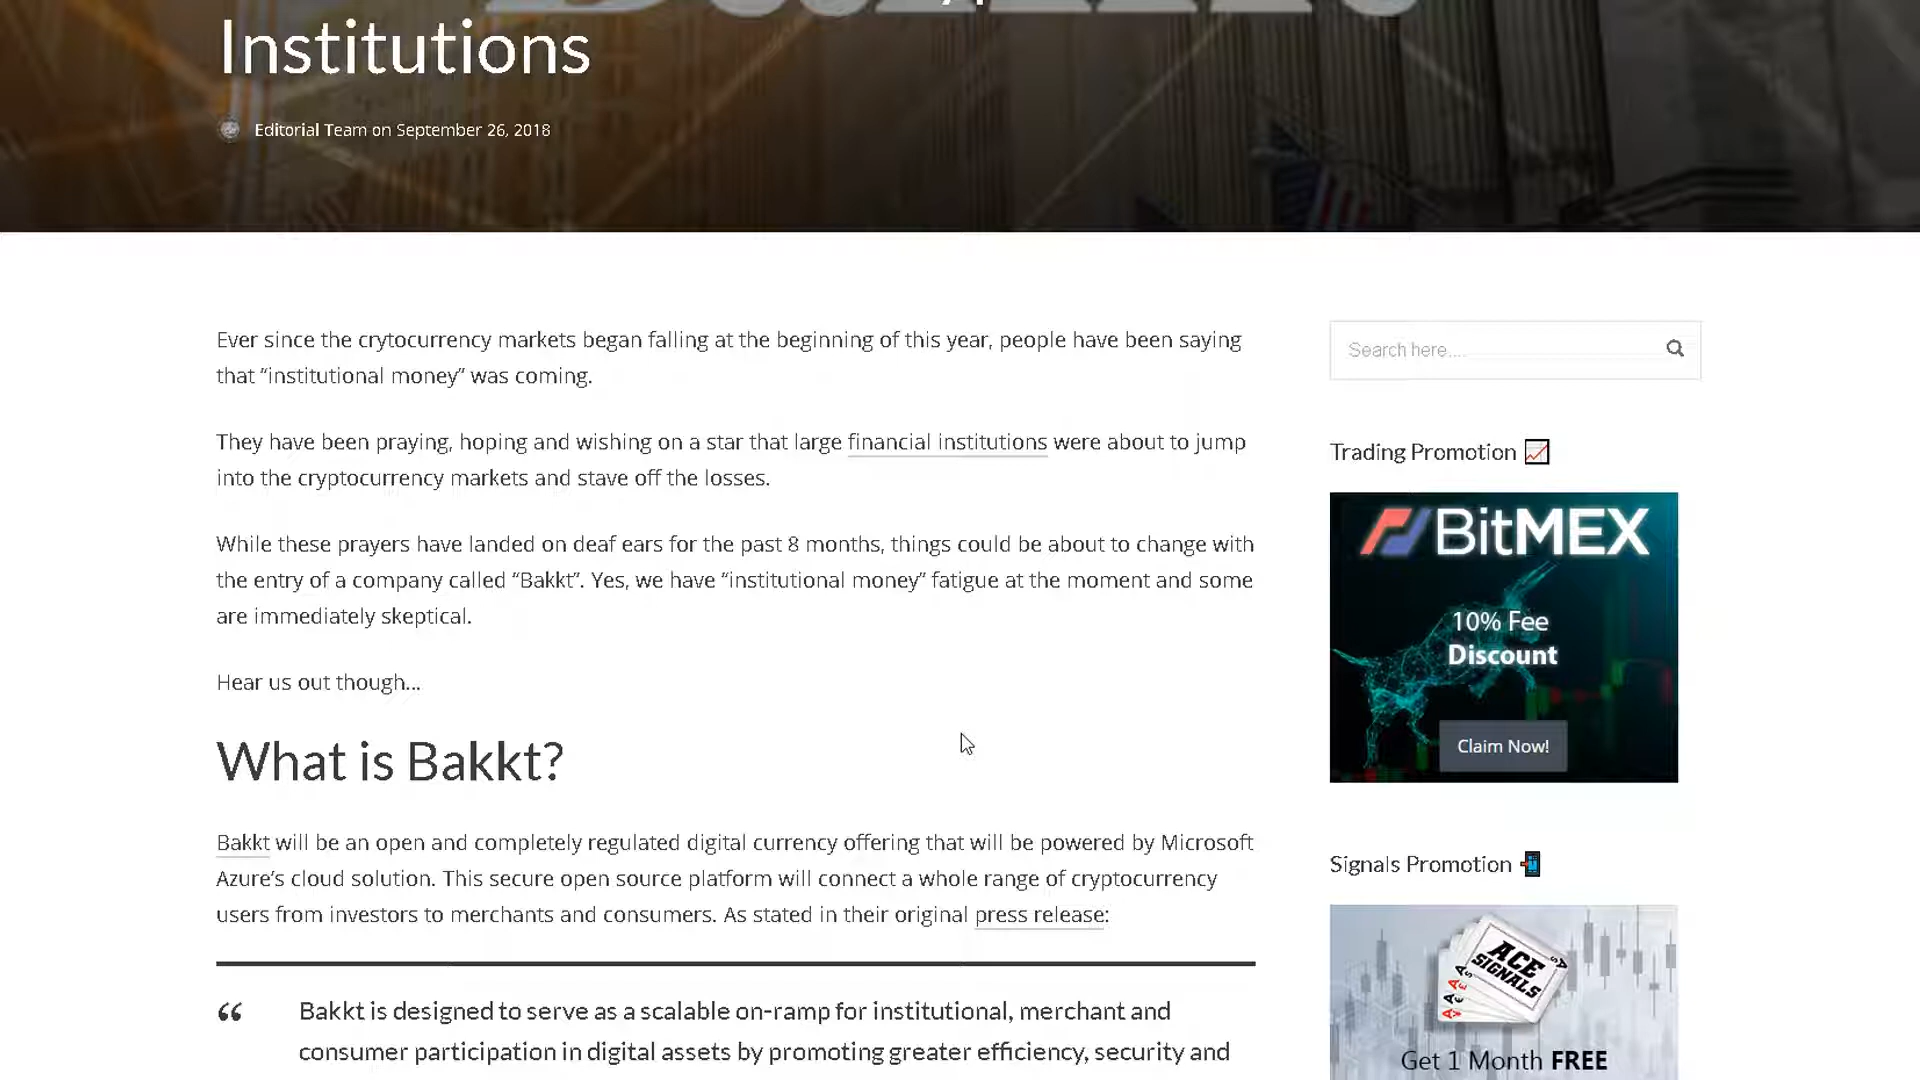 Institutions
Editorial Team on September 26, 2018
Ever since the crytocurrency markets began falling at the beginning of this year, people have been saying
that “institutional money” was coming.
They have been praying, hoping and wishing on a star that large financial institutions were about to jump
into the cryptocurrency markets and stave off the losses.
While these prayers have landed on deaf ears for the past 8 months, things could be about to change with
the entry of a company called “Bakkt”. Yes, we have “institutional money” fatigue at the moment and some
are immediately skeptical.
Hear us out though...
What is Bakkt?
Bakkt will be an open and completely regulated digital currency offering that will be powered by Microsoft
Azure’s cloud solution. This secure open source platform will connect a whole range of cryptocurrency
users from investors to merchants and consumers. As stated in their original press release:
“ Bakkt is designed to serve as a scalable on-ramp for institutional, merchant and
consumer participation in digital assets by promoting greater efficiency, security and
Search here....
Trading Promotion
BitMEX
10% Fee
Discount
Claim Now!
Signals Promotion
ACE
SIGNALS
Get 1 Month FREE